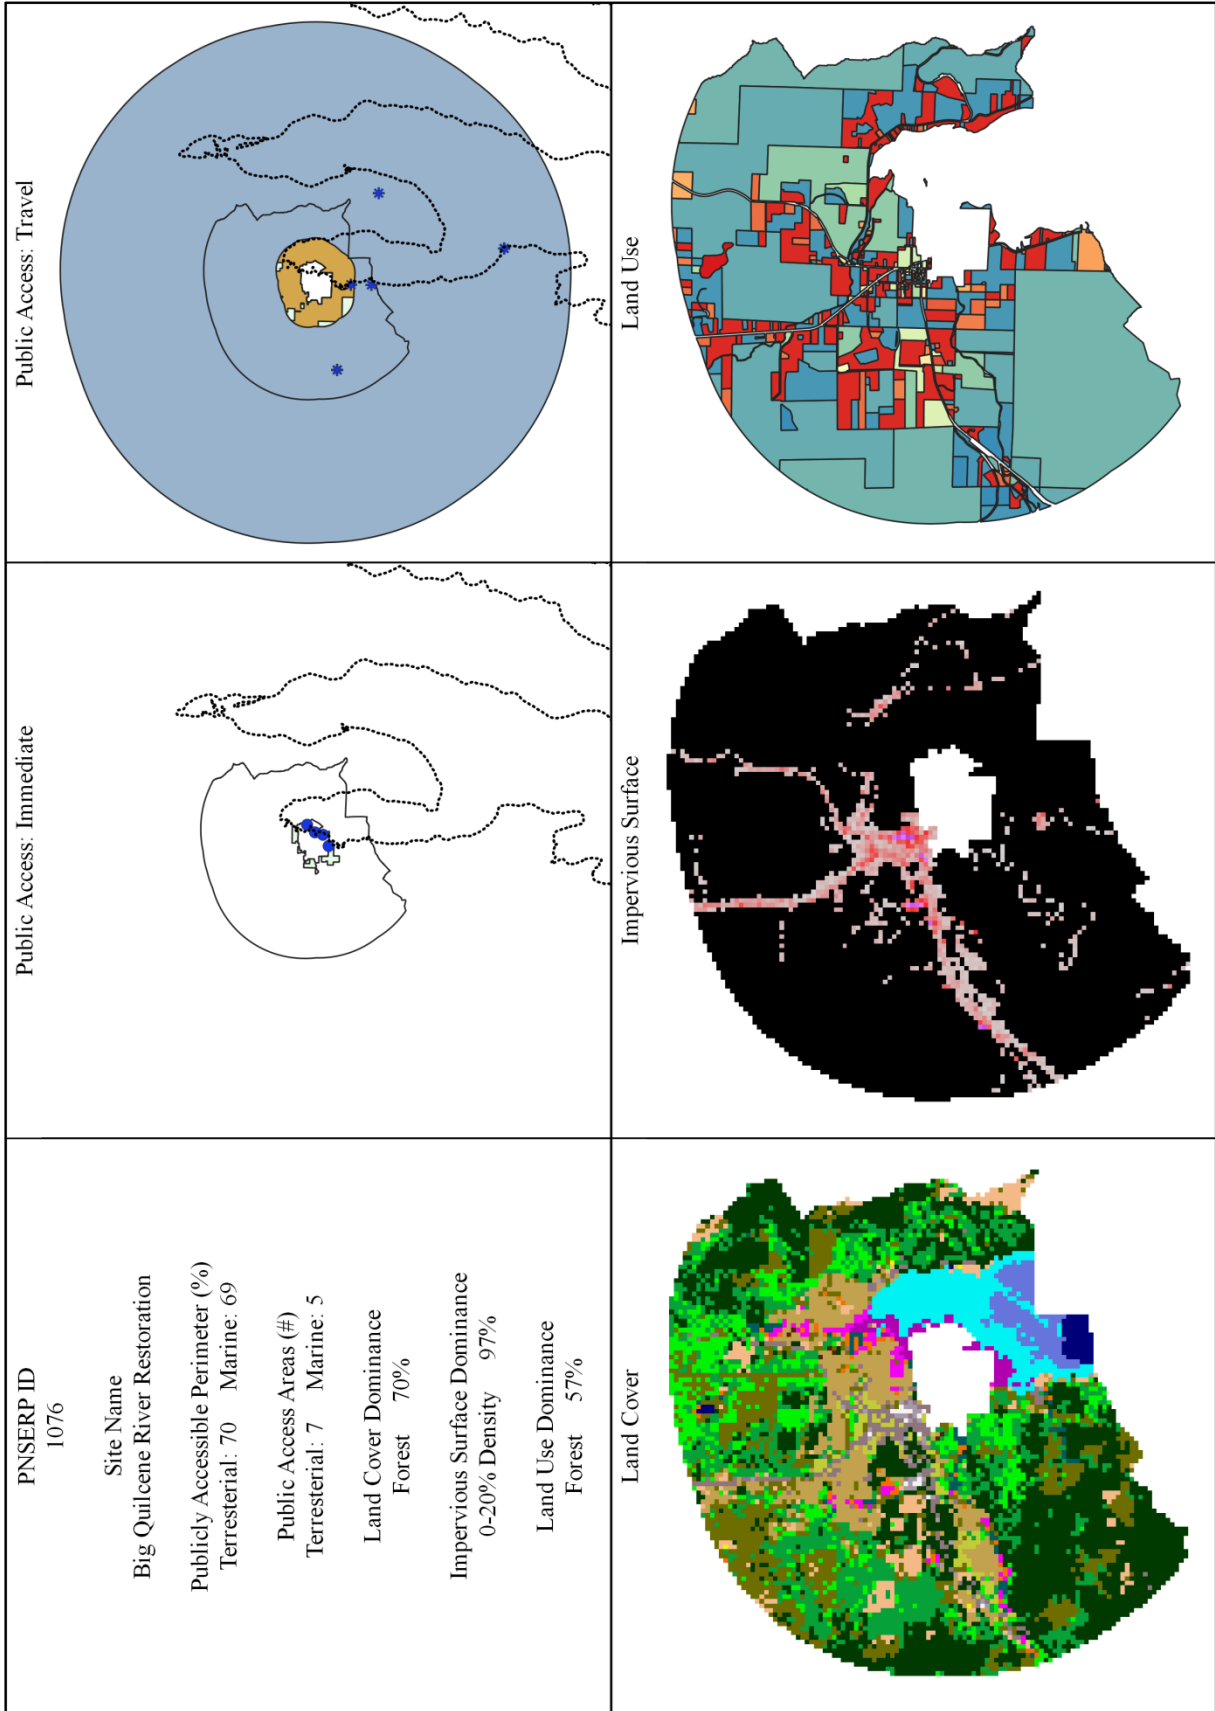 PNSERP ID
1076
Site Name
Big Quilcene River Restoration
Publicly Accessible Perimeter (%)
Terresterial: 70 Marine: 69
Public Access Areas (#)
Terresterial: 7 Marine: 5
Land Cover Dominance
Forest 70%
Impervious Surface Dominance
0-20% Density 97%
Land Use Dominance
Forest 57%
Public Access: Immediate
Public Access: Travel
Land Cover
Impervious Surface
Land Use